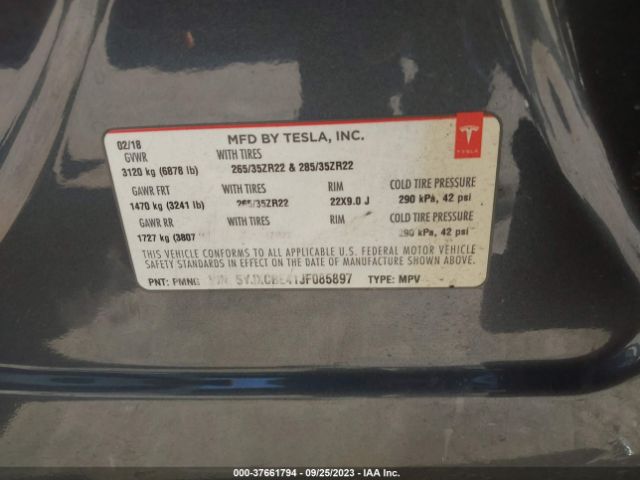 02/18 MFD BY TESLA, INC.
GVWR WITH TIRES
3120 kg (6878 lb) 265/35ZR22 & 285/35ZR22
TESLA
GAWR FRT WITH TIRES RIM COLD TIRE PRESSURE
1470 kg (3241 lb) 265/35ZR22 22X9.0 J 290 kPa, 42 psi
GAWR RR WITH TIRES RIM COLD TIRE PRESSURE
1727 kg (3807 290 kPa, 42 psi
THIS VEHICLE CONFORMS TO ALL APPLICABLE U.S. FEDERAL MOTOR VEHICLE
SAFETY STANDARDS IN EFFECT ON THE DATE OF MANUFACTURE SHOWN ABOVE.
PNT: PMNG VIN: 5YJXCBE41JF085897 TYPE: MPV
000-37661794 - 09/25/2023 - IAA Inc.